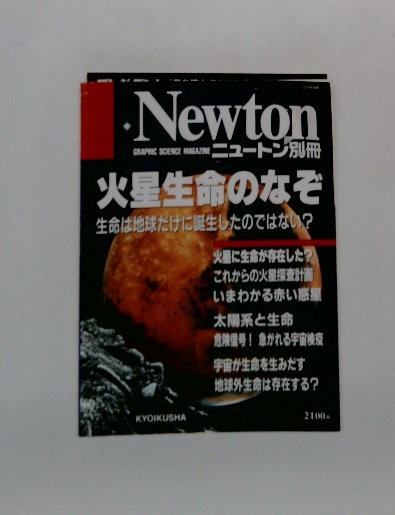 Newton
GRAPHIC SCIENCE MAGAZINE ニュートン別冊
火星生命のなぞ
生命は地球だけに誕生したのではない?
火星に生命が存在した?
これからの火星探査計画
いまわかる赤い惑星
太陽系と生命
危険信号! 急がれる宇宙検疫
宇宙が生命を生みだす
地球外生命は存在する?
KYOIKUSHA
2100